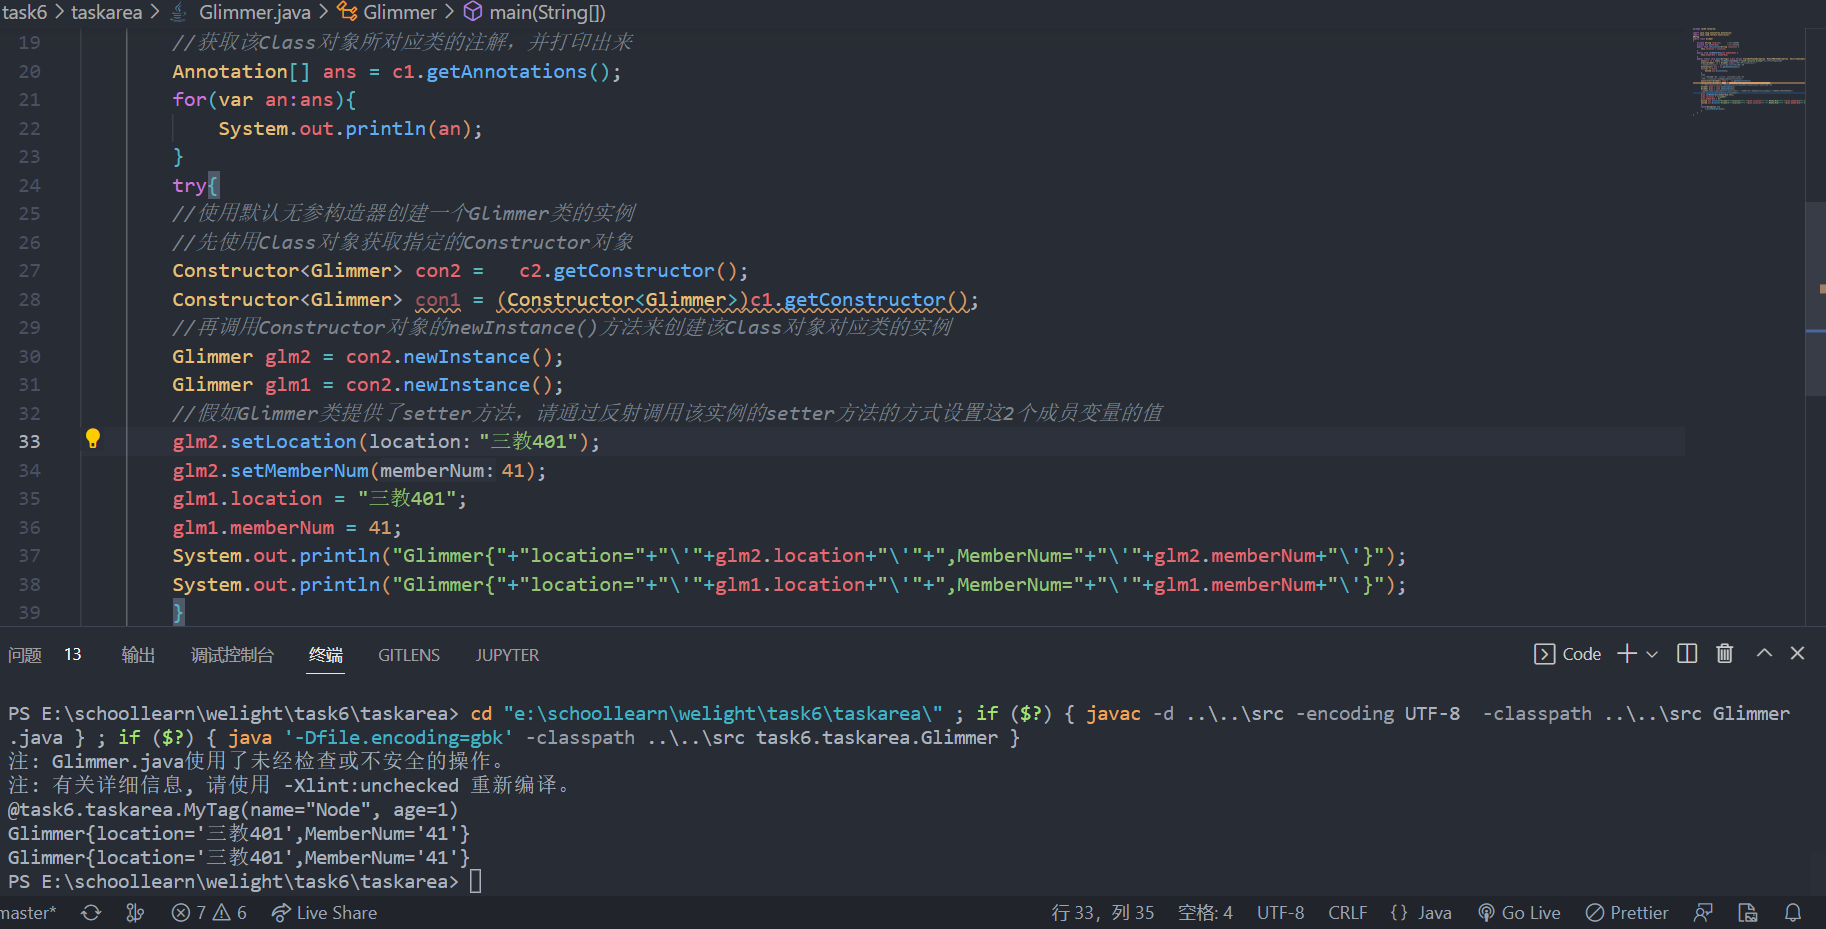 task6 > taskarea > Glimmer.java > Glimmer > main(String[])
19 //获取该Class对象所对应类的注解，并打印出来
20 Annotation[] ans = c1.getAnnotations();
21 for(var an:ans){
22 System.out.println(an);
23 }
24 try{
25 //使用默认无参构造器创建一个Glimmer类的实例
26 //先使用Class对象获取指定的Constructor对象
27 Constructor<Glimmer> con2 =   c2.getConstructor();
28 Constructor<Glimmer> con1 = (Constructor<Glimmer>)c1.getConstructor();
29 //再调用Constructor对象的newInstance()方法来创建该Class对象对应类的实例
30 Glimmer glm2 = con2.newInstance();
31 Glimmer glm1 = con2.newInstance();
32 //假如Glimmer类提供了setter方法，请通过反射调用该实例的setter方法的方式设置这2个成员变量的值
33 glm2.setLocation(location: "三教401");
34 glm2.setMemberNum(memberNum: 41);
35 glm1.location = "三教401";
36 glm1.memberNum = 41;
37 System.out.println("Glimmer{"+"location="+"\'"+glm2.location+"\'"+",MemberNum="+"\'"+glm2.memberNum+"\'}");
38 System.out.println("Glimmer{"+"location="+"\'"+glm1.location+"\'"+",MemberNum="+"\'"+glm1.memberNum+"\'}");
39 }
问题 13 输出 调试控制台 终端 GITLENS JUPYTER Code
PS E:\schoollearn\welight\task6\taskarea> cd "e:\schoollearn\welight\task6\taskarea\" ; if ($?) { javac -d ..\..\src -encoding UTF-8  -classpath ..\..\src Glimmer
.java } ; if ($?) { java '-Dfile.encoding=gbk' -classpath ..\..\src task6.taskarea.Glimmer }
注: Glimmer.java使用了未经检查或不安全的操作。
注: 有关详细信息, 请使用 -Xlint:unchecked 重新编译。
@task6.taskarea.MyTag(name="Node", age=1)
Glimmer{location='三教401',MemberNum='41'}
Glimmer{location='三教401',MemberNum='41'}
PS E:\schoollearn\welight\task6\taskarea>
master* 7 6 Live Share 行 33，列 35 空格: 4 UTF-8 CRLF {} Java Go Live Prettier